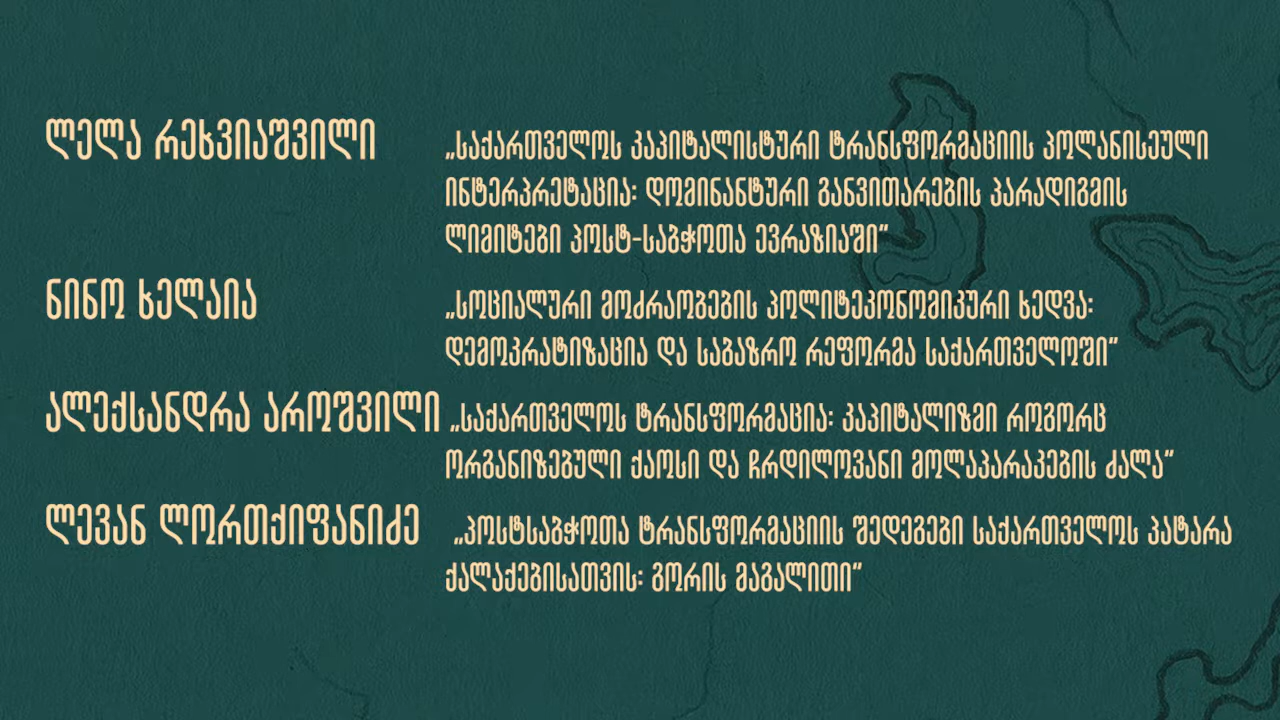 ლელა რეხვიაშვილი „საქართველოს კაპიტალისტური ტრანსფორმაციის პოლანისეული
ინტერპრეტაცია: დომინანტური განვითარების პარადიგმის
ლიმიტები პოსტ-საბჭოთა ევრაზიაში“
ნინო ხელაია „სოციალური მოძრაობების პოლიტეკონომიკური ხედვა:
დემოკრატიზაცია და საბაზრო რეფორმა საქართველოში“
ალექსანდრა აროშვილი „საქართველოს ტრანსფორმაცია: კაპიტალიზმი როგორც
ორგანიზებული ქაოსი და ჩრდილოვანი მოლაპარაკების ძალა“
ლევან ლორთქიფანიძე „პოსტსაბჭოთა ტრანსფორმაციის შედეგები საქართველოს პატარა
ქალაქებისათვის: გორის მაგალითი“